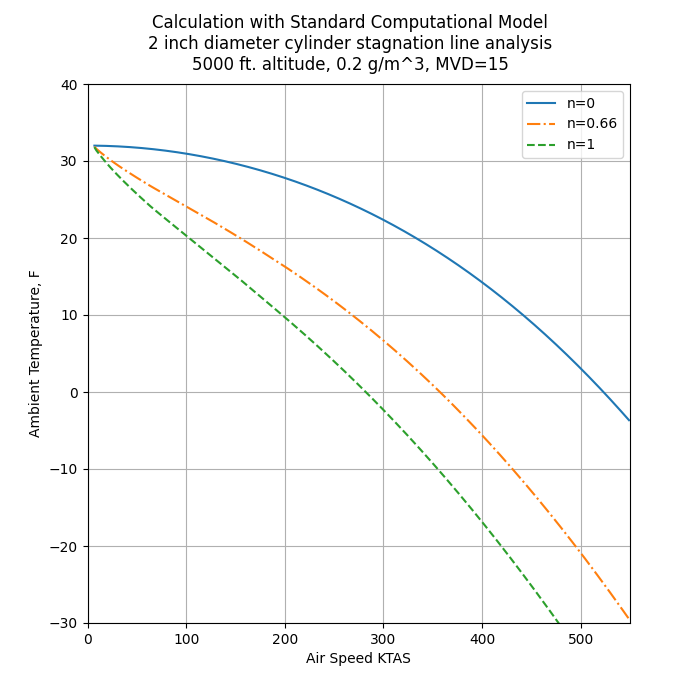 Calculation with Standard Computational Model
2 inch diameter cylinder stagnation line analysis
5000 ft. altitude, 0.2 g/m^3, MVD=15
n=0
n=0.66
n=1
Ambient Temperature, F
40
30
20
10
0
−10
−20
−30
0 100 200 300 400 500
Air Speed KTAS